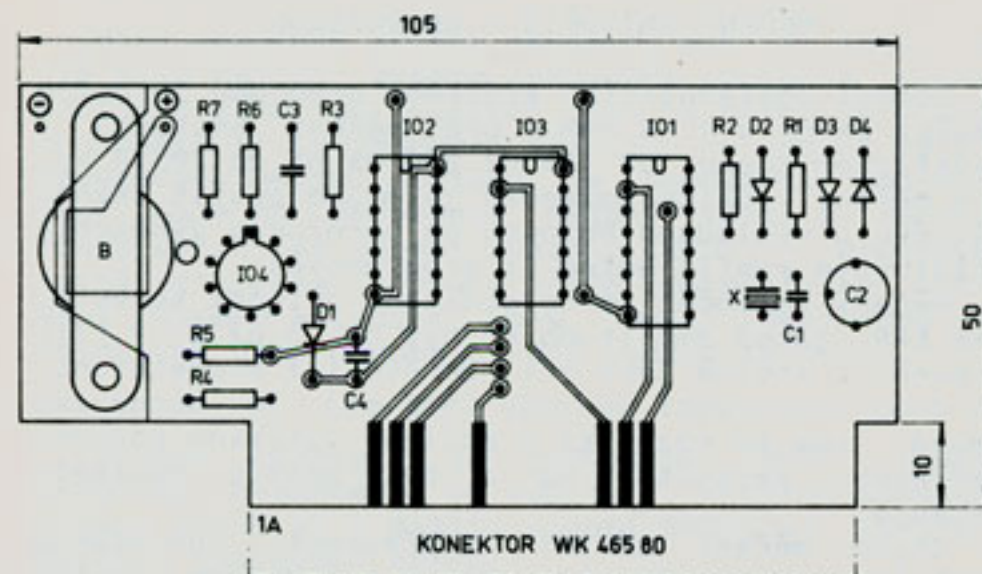 105
⊖ ⊕ R7 R6 C3 R3 IO2 IO3 IO1 R2 D2 R1 D3 D4
B IO4 X C1 C2
D1
R5
R4 C4
50
10
1A
KONEKTOR WK 465 80